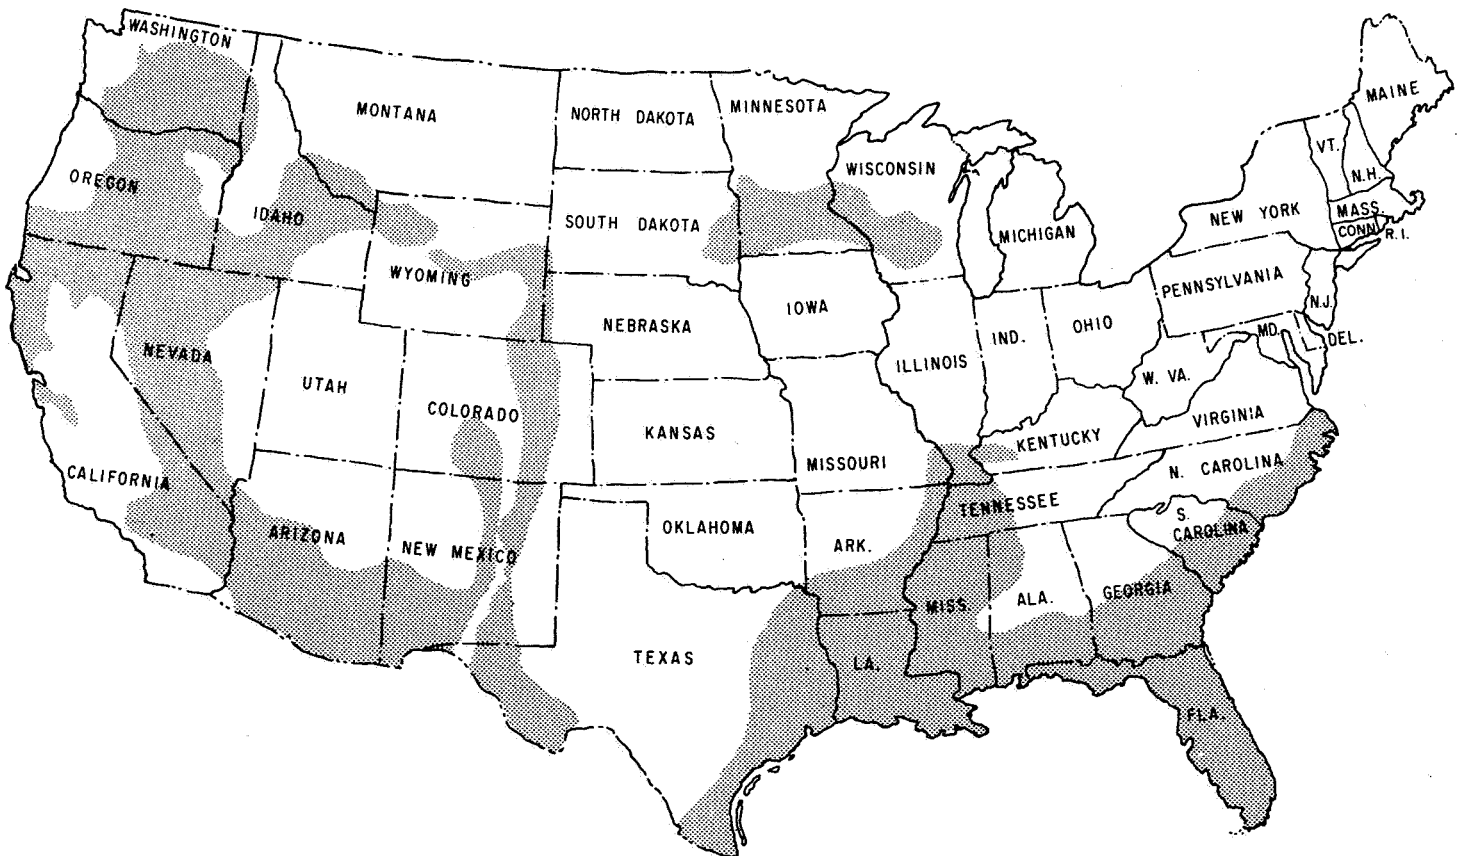 WASHINGTON
MONTANA
NORTH DAKOTA
MINNESOTA
MAINE
VT.
N.H.
WISCONSIN
OREGON
IDAHO
SOUTH DAKOTA
MICHIGAN
NEW YORK
MASS.
CONN.
R.I.
WYOMING
PENNSYLVANIA
N.J.
IOWA
NEBRASKA
NEVADA
UTAH
ILLINOIS
IND.
OHIO
MD.
DEL.
W. VA.
COLORADO
KANSAS
VIRGINIA
KENTUCKY
CALIFORNIA
MISSOURI
N. CAROLINA
TENNESSEE
ARIZONA
NEW MEXICO
OKLAHOMA
ARK.
S.
CAROLINA
MISS.
ALA.
GEORGIA
TEXAS
LA.
FLA.